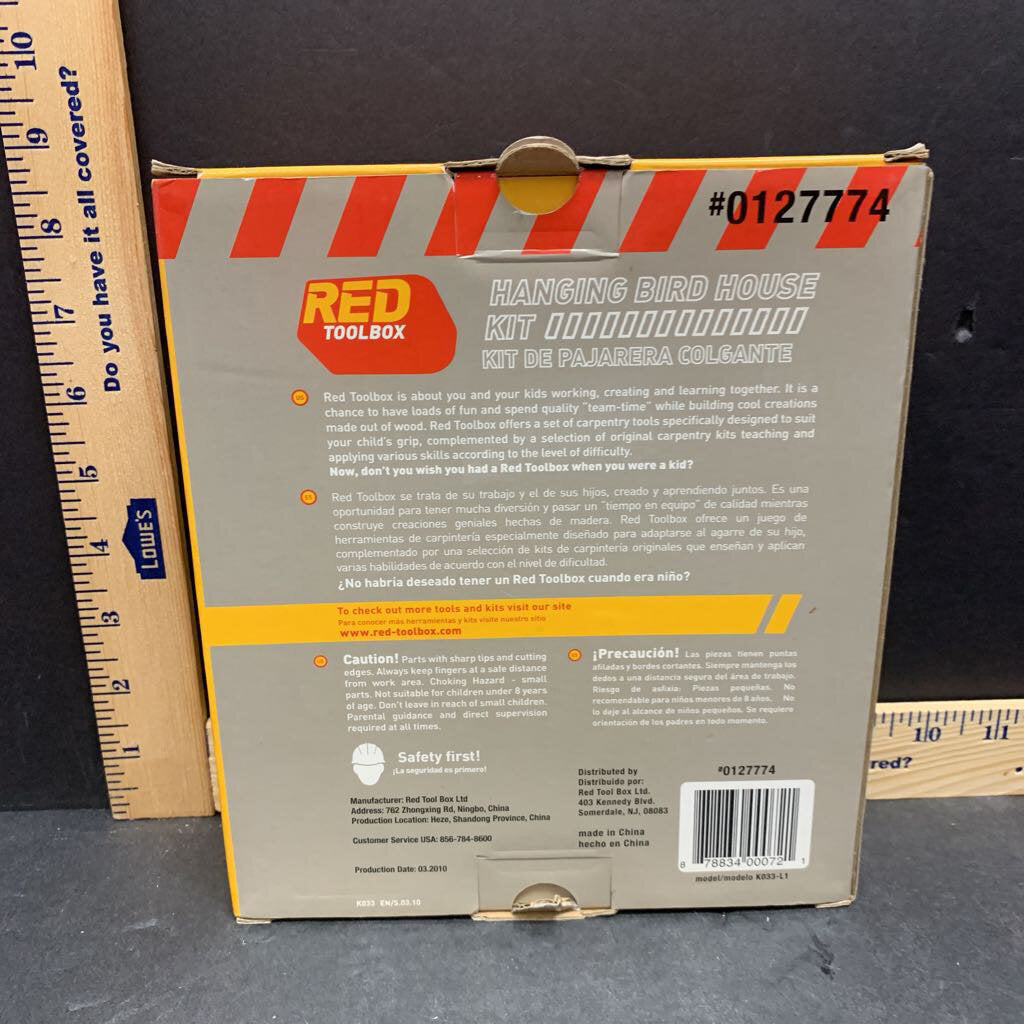 #0127774
RED
TOOLBOX
HANGING BIRD HOUSE
KIT
KIT DE PAJARERA COLGANTE
US
Red Toolbox is about you and your kids working, creating and learning together. It is a
chance to have loads of fun and spend quality "team-time" while building cool creations
made out of wood. Red Toolbox offers a set of carpentry tools specifically designed to suit
your child's grip, complemented by a selection of original carpentry kits teaching and
applying various skills according to the level of difficulty.
Now, don't you wish you had a Red Toolbox when you were a kid?
ES
Red Toolbox se trata de su trabajo y el de sus hijos, creado y aprendiendo juntos. Es una
oportunidad para tener mucha diversión y pasar un "tiempo en equipo" de calidad mientras
construye creaciones geniales hechas de madera. Red Toolbox ofrece un juego de
herramientas de carpintería especialmente diseñado para adaptarse al agarre de su hijo,
complementado por una selección de kits de carpintería originales que enseñan y aplican
varias habilidades de acuerdo con el nivel de dificultad.
¿No habría deseado tener un Red Toolbox cuando era niño?
To check out more tools and kits visit our site
Para conocer más herramientas y kits visite nuestro sitio
www.red-toolbox.com
US
Caution! Parts with sharp tips and cutting
edges. Always keep fingers at a safe distance
from work area. Choking Hazard - small
parts. Not suitable for children under 8 years
of age. Don't leave in reach of small children.
Parental guidance and direct supervision
required at all times.
ES
¡Precaución! Las piezas tienen puntas
afiladas y bordes cortantes. Siempre mantenga los
dedos a una distancia segura del área de trabajo.
Riesgo de asfixia: Piezas pequeñas. No
recomendable para niños menores de 8 años. No
lo deje al alcance de niños pequeños. Se requiere
orientación de los padres en todo momento.
Safety first!
¡La seguridad es primero!
Manufacturer: Red Tool Box Ltd
Address: 762 Zhongxing Rd, Ningbo, China
Production Location: Heze, Shandong Province, China
Customer Service USA: 856-784-8600
Production Date: 03.2010
K033 EN/S.03.10
Distributed by
Distribuido por:
Red Tool Box Ltd.
403 Kennedy Blvd.
Somerdale, NJ, 08083
made in China
hecho en China
#0127774
8 78834 00072 1
model/modelo K033-L1
Do you have it all covered?
LOWE'S
10
9
8
7
6
5
4
3
2
1
red?
10
11